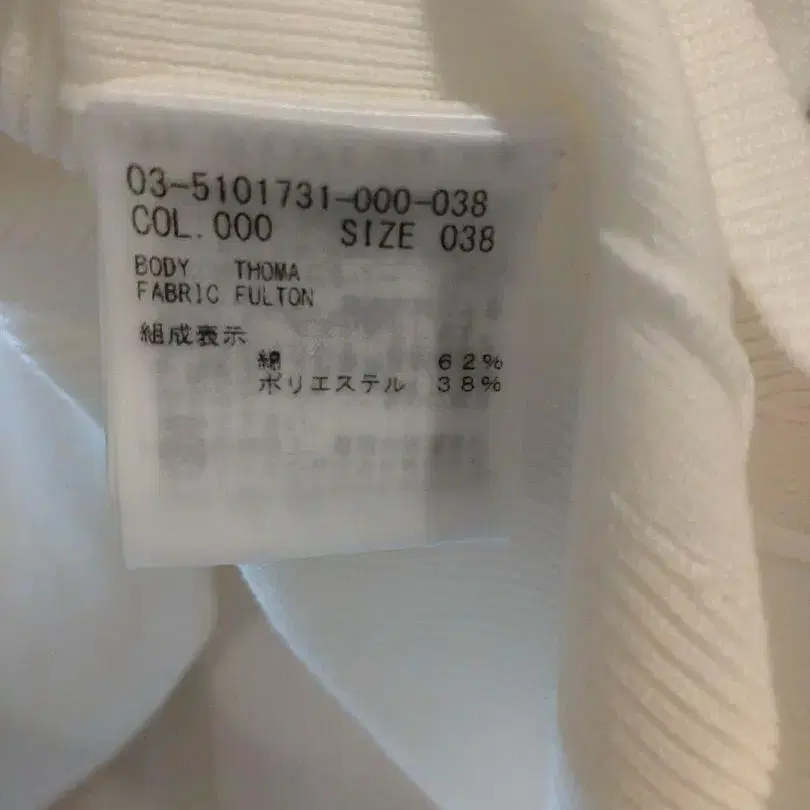 03-5101731-000-038
COL. 000 SIZE 038
BODY THOMA
FABRIC FULTON
組成表示
綿 62%
ポリエステル 38%